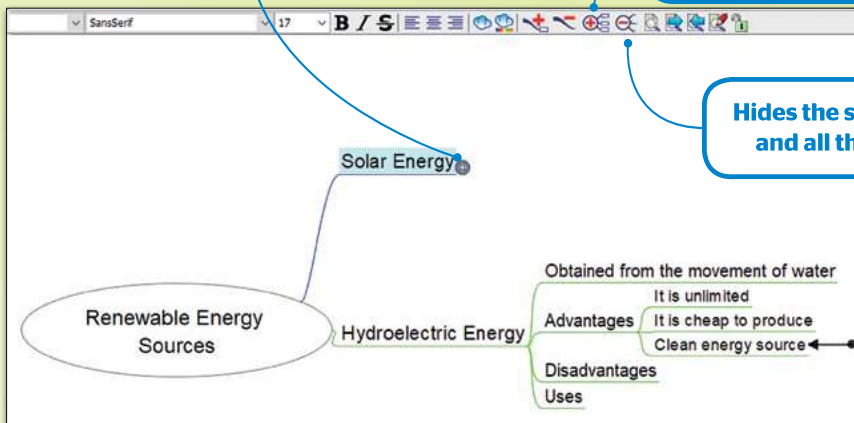 SansSerif 17 B I S
Hides the s
and all th
Solar Energy
Renewable Energy
Sources
Hydroelectric Energy
Obtained from the movement of water
Advantages
It is unlimited
It is cheap to produce
Clean energy source
Disadvantages
Uses